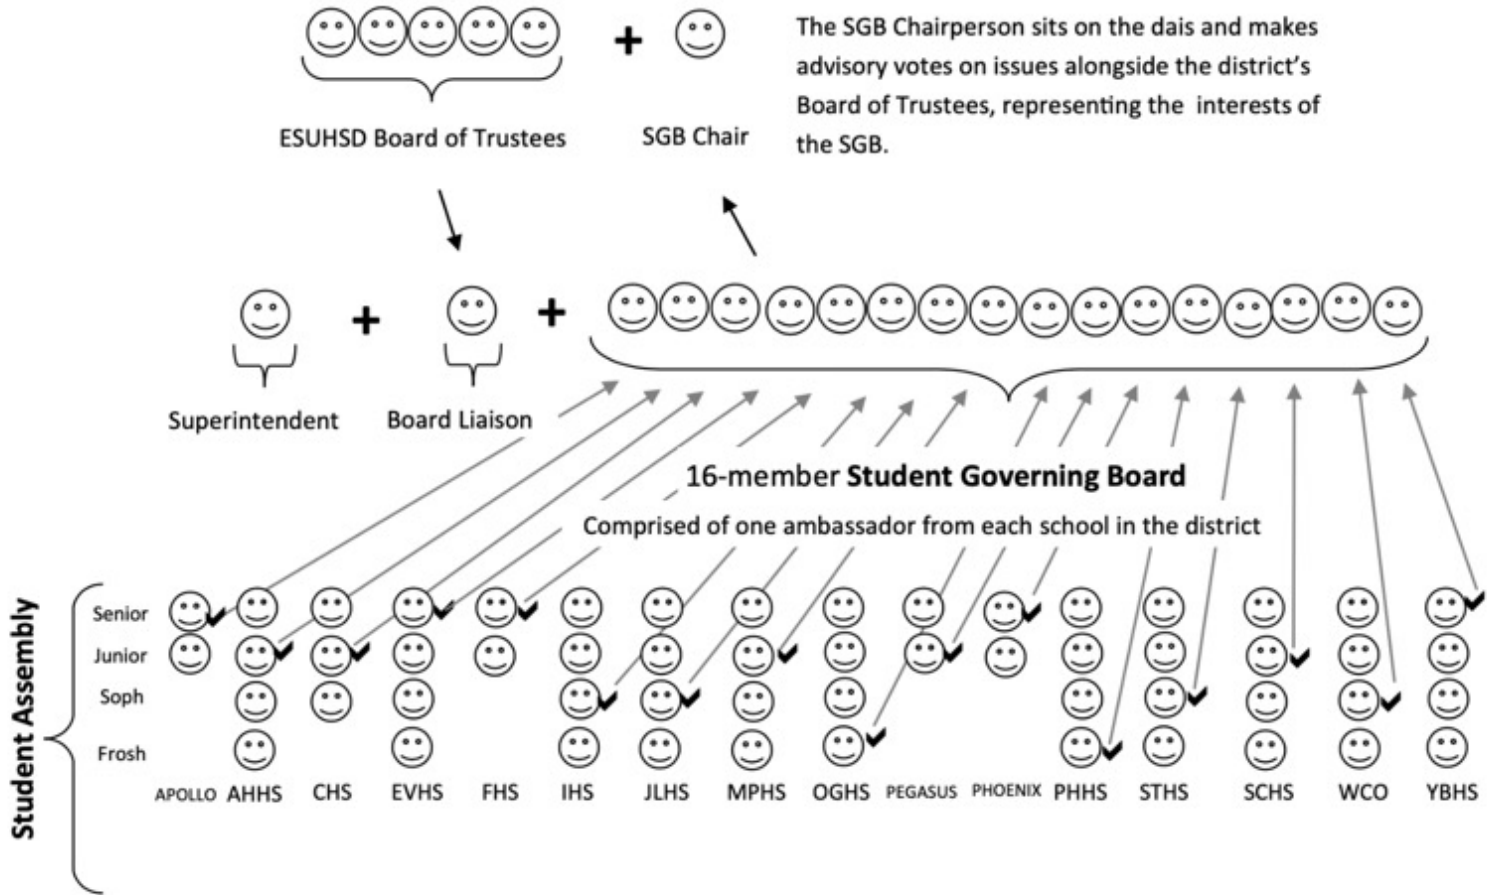 The SGB Chairperson sits on the dais and makes
advisory votes on issues alongside the district's
Board of Trustees, representing the interests of
the SGB.
ESUHSD Board of Trustees
SGB Chair
Superintendent
Board Liaison
16-member Student Governing Board
Comprised of one ambassador from each school in the district
Student Assembly
Senior
Junior
Soph
Frosh
APOLLO AHHS CHS EVHS FHS IHS JLHS MPHS OGHS PEGASUS PHOENIX PHHS STHS SCHS WCO YBHS